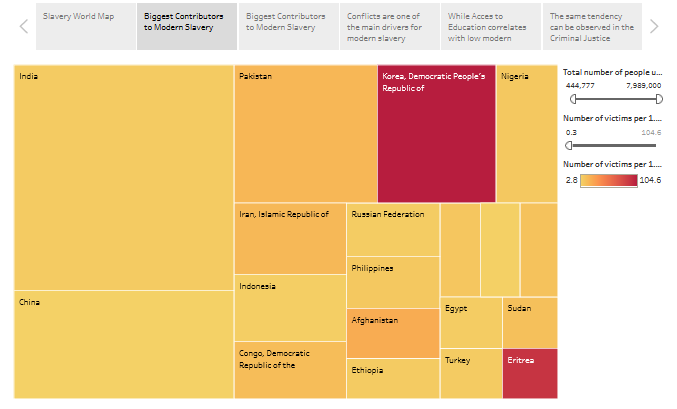 Slavery World Map
Biggest Contributors
to Modern Slavery
Biggest Contributors
to Modern Slavery
Conflicts are one of
the main drivers for
modern slavery
While Acces to
Education correlates
with low modern
The same tendency
can be observed in the
Criminal Justice
India
Pakistan
Korea, Democratic People's
Republic of
Nigeria
Iran, Islamic Republic of
Russian Federation
Philippines
Indonesia
China
Egypt
Sudan
Afghanistan
Congo, Democratic
Republic of the
Ethiopia
Turkey
Eritrea
Total number of people u...
444,777 7,989,000
Number of victims per 1....
0.3 104.6
Number of victims per 1....
2.8 104.6